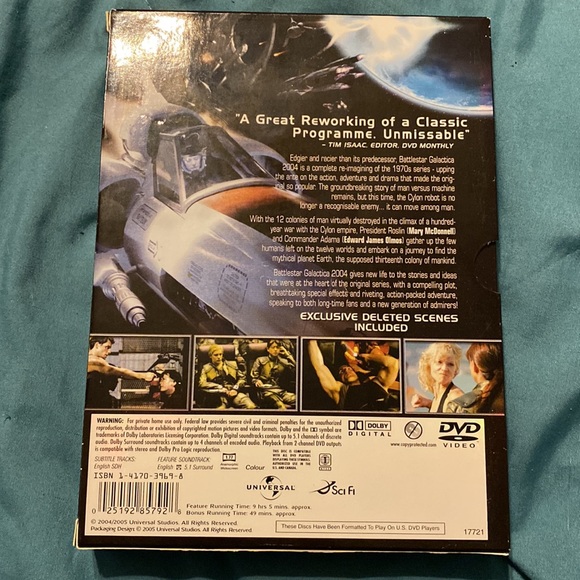 "A Great Reworking of a Classic
Programme. Unmissable"
- TIM ISAAC, EDITOR, DVD MONTHLY
Edgier and racier than its predecessor, Battlestar Galactica
2004 is a complete re-imagining of the 1970s series - upping
the ante on the action, adventure and drama that made the orig-
inal so popular. The groundbreaking story of man versus machine
remains, but this time, the Cylon robot is no
longer a recognisable enemy... it can move among man.
With the 12 colonies of man virtually destroyed in the climax of a hundred-
year war with the Cylon empire, President Roslin (Mary McDonnell)
and Commander Adama (Edward James Olmos) gather up the few
humans left on the twelve worlds and embark on a journey to find the
mythical planet Earth, the supposed thirteenth colony of mankind.
Battlestar Galactica 2004 gives new life to the stories and ideas
that were at the heart of the original series, with a compelling plot,
breathtaking special effects and riveting, action-packed adventure,
speaking to both long-time fans and a new generation of admirers!
EXCLUSIVE DELETED SCENES
INCLUDED
WARNING: For private home use only. Federal law provides severe civil and criminal penalties for the unauthorized
reproduction, distribution or exhibition of copyrighted motion pictures and video formats. Dolby and the DD symbol are
trademarks of Dolby Laboratories Licensing Corporation. Dolby Digital soundtracks contain up to 5.1 channels of discrete
audio. Dolby Surround soundtracks contain up to 4 channels of encoded audio. Playback from 2 channel DVD outputs
is compatible with stereo and Dolby Pro Logic reproduction.
DOLBY
DIGITAL
www.copyprotected.com
DVD
VIDEO
SUBTITLE TRACKS:
English SDH
FEATURE SOUNDTRACK:
English 5.1 Surround
Colour
THIS DISC IS COPY PROTECTED
1
ISBN 1-4170-3969-8
0 25192 85792 0
UNIVERSAL
SCI FI
Feature Running Time: 9 hrs 5 mins. approx.
Bonus Running Time: 49 mins. approx.
© 2004/2005 Universal Studios. All Rights Reserved.
Packaging Design: © 2005 Universal Studios. All Rights Reserved.
These Discs Have Been Formatted To Play On U.S. DVD Players
17721